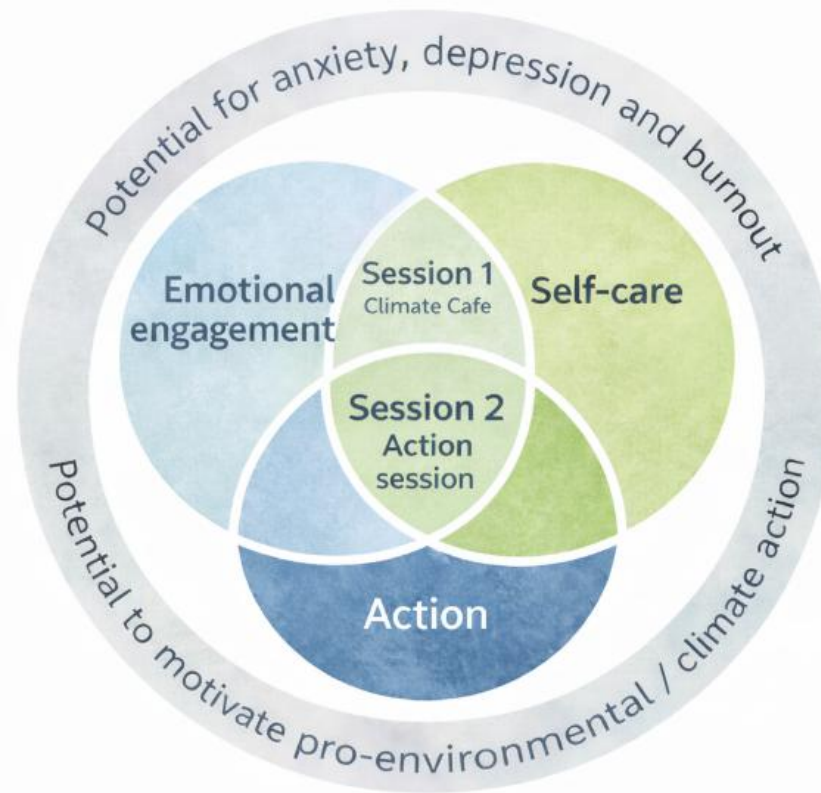 Potential for anxiety, depression and burnout
Session 1
Climate Cafe
Emotional
engagement
Self-care
Session 2
Action
session
Action
Potential to motivate pro-environmental / climate action